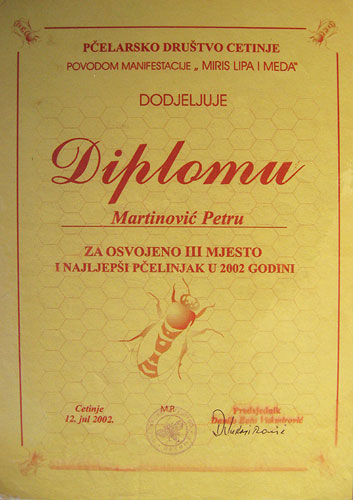 PČELARSKO DRUŠTVO CETINJE
POVODOM MANIFESTACIJE „ MIRIS LIPA I MEDA"
DODJELJUJE
Diplomu
Martinović Petru
ZA OSVOJENO III MJESTO
I NAJLJEPŠI PČELINJAK U 2002 GODINI
Cetinje
12. jul 2002.
M.P.
Predsjednik